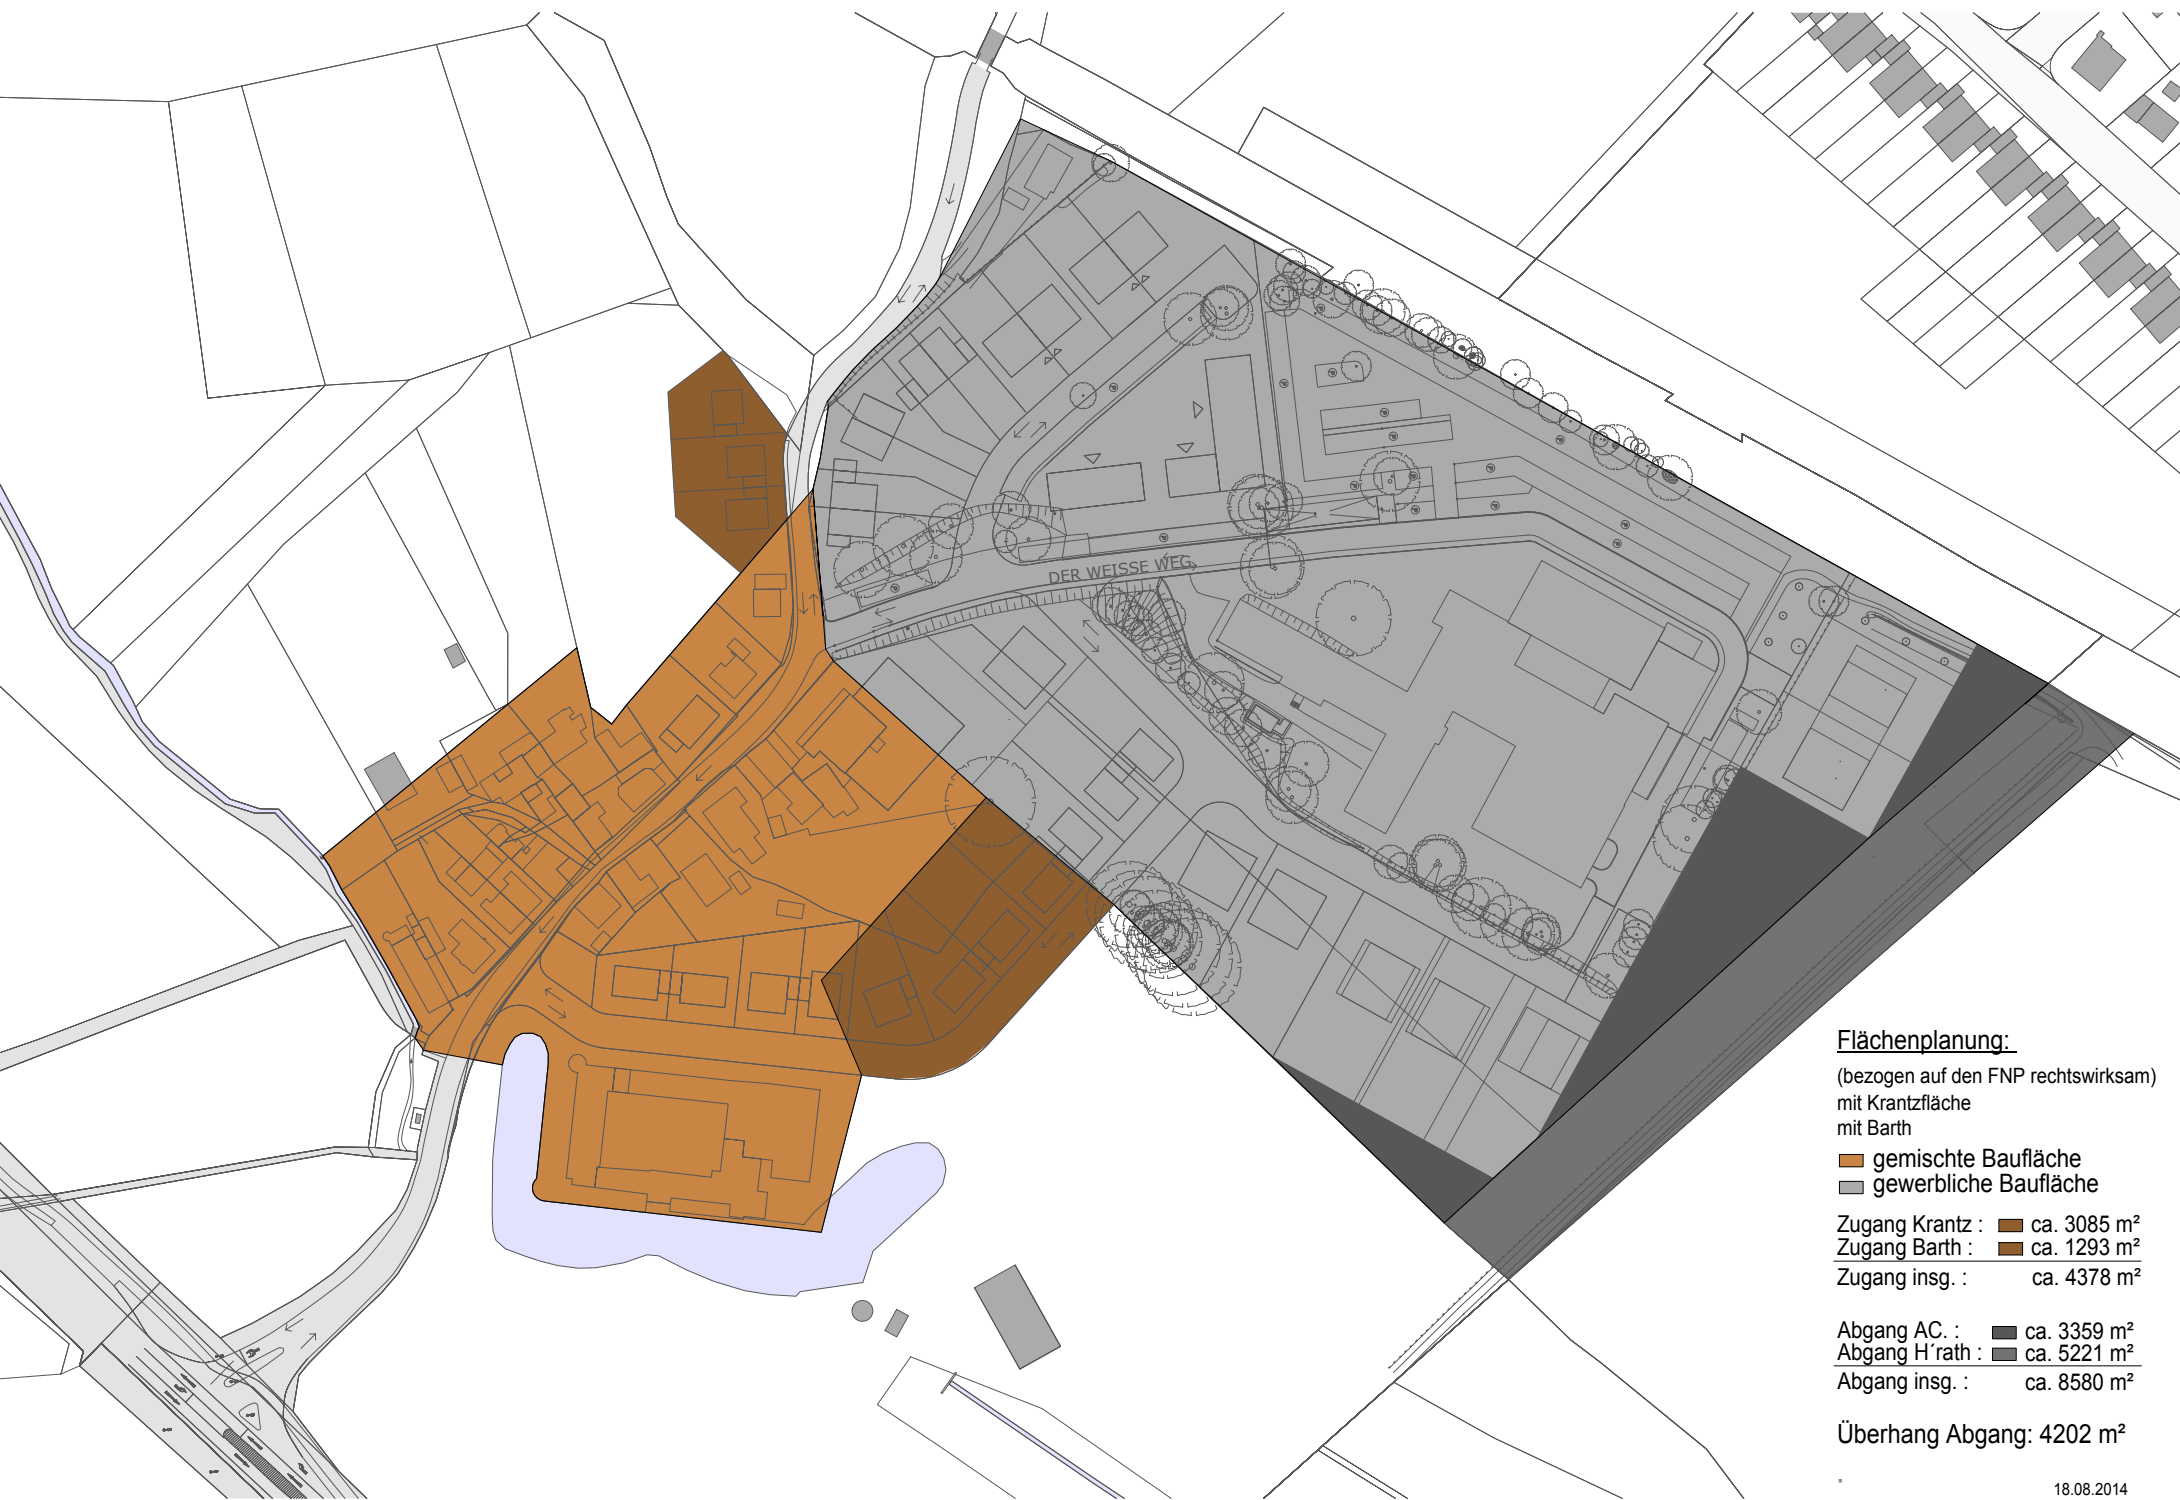 DER WEISSE WEG
Flächenplanung:
(bezogen auf den FNP rechtswirksam)
mit Krantzfläche
mit Barth
gemischte Baufläche
gewerbliche Baufläche
Zugang Krantz : ca. 3085 m²
Zugang Barth : ca. 1293 m²
Zugang insg. : ca. 4378 m²
Abgang AC. : ca. 3359 m²
Abgang H´rath : ca. 5221 m²
Abgang insg. : ca. 8580 m²
Überhang Abgang: 4202 m²
18.08.2014